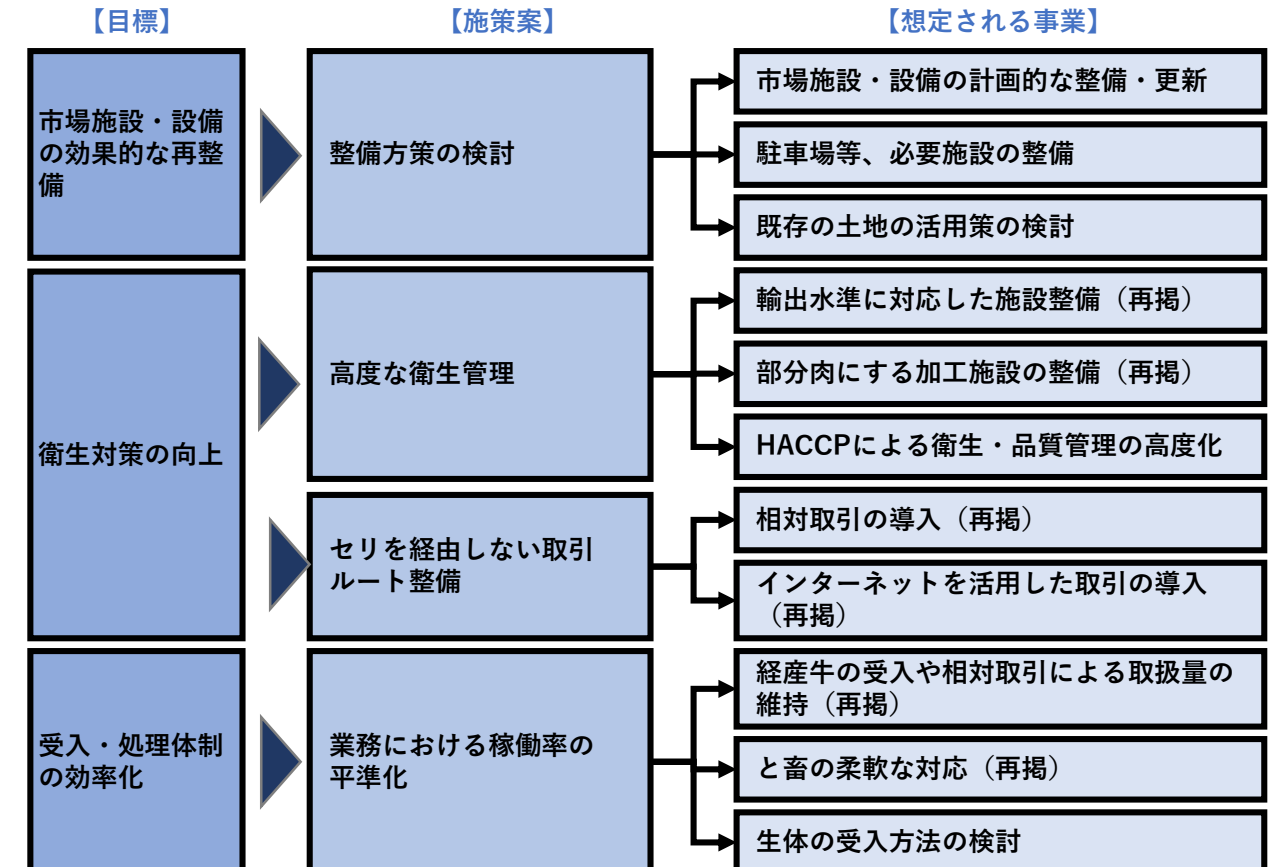 【目標】
【施策案】
【想定される事業】
市場施設・設備
の効果的な再整
備
整備方策の検討
市場施設・設備の計画的な整備・更新
駐車場等、必要施設の整備
既存の土地の活用策の検討
衛生対策の向上
高度な衛生管理
輸出水準に対応した施設整備（再掲）
部分肉にする加工施設の整備（再掲）
HACCPによる衛生・品質管理の高度化
セリを経由しない取引
ルート整備
相対取引の導入（再掲）
インターネットを活用した取引の導入
（再掲）
受入・処理体制
の効率化
業務における稼働率の
平準化
経産牛の受入や相対取引による取扱量の
維持（再掲）
と畜の柔軟な対応（再掲）
生体の受入方法の検討